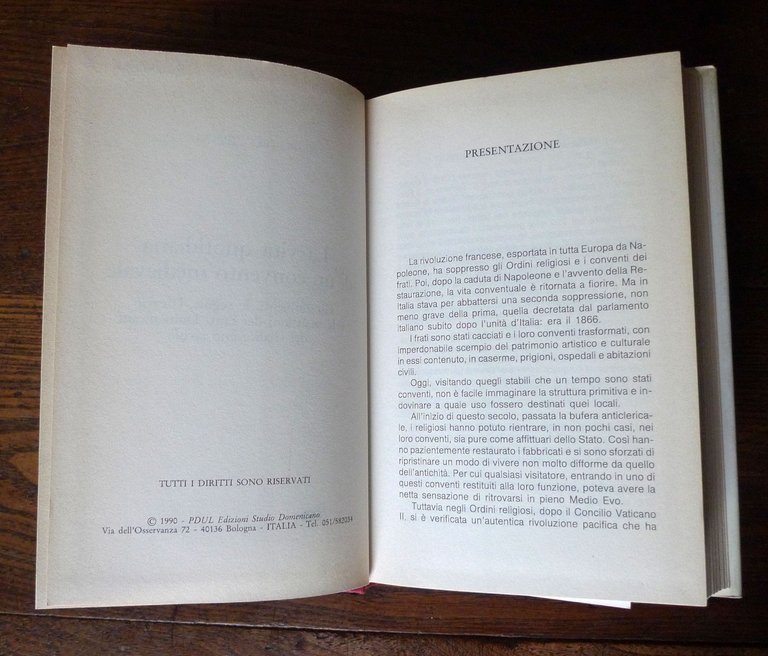 TUTTI I DIRITTI SONO RISERVATI
© 1990 - PDUL Edizioni Studio Domenicano
Via dell'Osservanza 72 - 40136 Bologna - ITALIA - Tel. 051/582034
PRESENTAZIONE
La rivoluzione francese, esportata in tutta Europa da Na-
poleone, ha soppresso gli Ordini religiosi e i conventi dei
frati. Poi, dopo la caduta di Napoleone e l'avvento della Re-
staurazione, la vita conventuale è ritornata a fiorire. Ma in
Italia stava per abbattersi una seconda soppressione, non
meno grave della prima, quella decretata dal parlamento
italiano subito dopo l'unità d'Italia: era il 1866.
I frati sono stati cacciati e i loro conventi trasformati, con
imperdonabile scempio del patrimonio artistico e culturale
in essi contenuto, in caserme, prigioni, ospedali e abitazioni
civili.
Oggi, visitando quegli stabili che un tempo sono stati
conventi, non è facile immaginare la struttura primitiva e in-
dovinare a quale uso fossero destinati quei locali.
All'inizio di questo secolo, passata la bufera anticlerica-
le, i religiosi hanno potuto rientrare, in non pochi casi, nei
loro conventi, sia pure come affittuari dello Stato. Così han-
no pazientemente restaurato i fabbricati e si sono sforzati di
ripristinare un modo di vivere non molto difforme da quello
dell'antichità. Per cui qualsiasi visitatore, entrando in uno di
questi conventi restituiti alla loro funzione, poteva avere la
netta sensazione di ritrovarsi in pieno Medio Evo.
Tuttavia negli Ordini religiosi, dopo il Concilio Vaticano
II, si è verificata un'autentica rivoluzione pacifica che ha